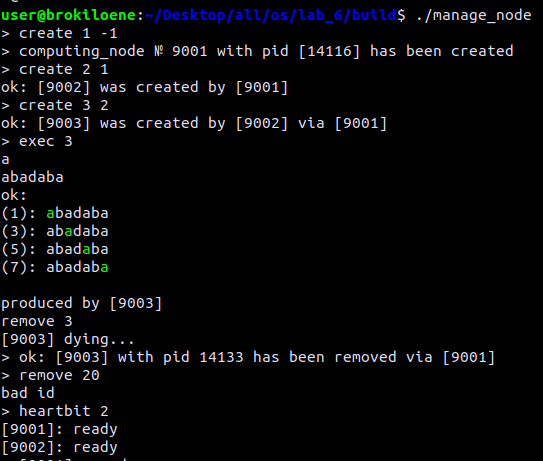 user@brokiloene:~/Desktop/all/os/lab_6/build$ ./manage_node
> create 1 -1
> computing_node № 9001 with pid [14116] has been created
> create 2 1
ok: [9002] was created by [9001]
> create 3 2
ok: [9003] was created by [9002] via [9001]
> exec 3
a
abadaba
ok:
(1): abadaba
(3): abadaba
(5): abadaba
(7): abadaba
produced by [9003]
remove 3
[9003] dying...
> ok: [9003] with pid 14133 has been removed via [9001]
> remove 20
bad id
> heartbit 2
[9001]: ready
[9002]: ready